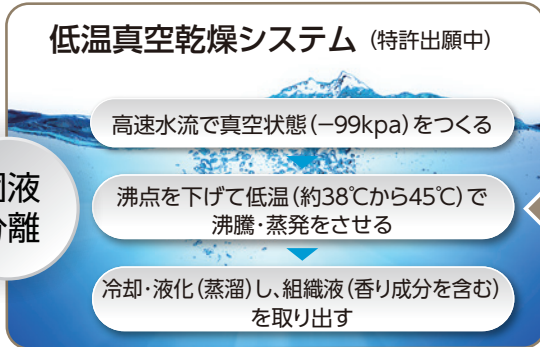 低温真空乾燥システム（特許出願中）
高速水流で真空状態（−99kpa）をつくる
液
離
沸点を下げて低温（約38℃から45℃）で
沸騰・蒸発をさせる
冷却・液化（蒸溜）し、組織液（香り成分を含む）
を取り出す